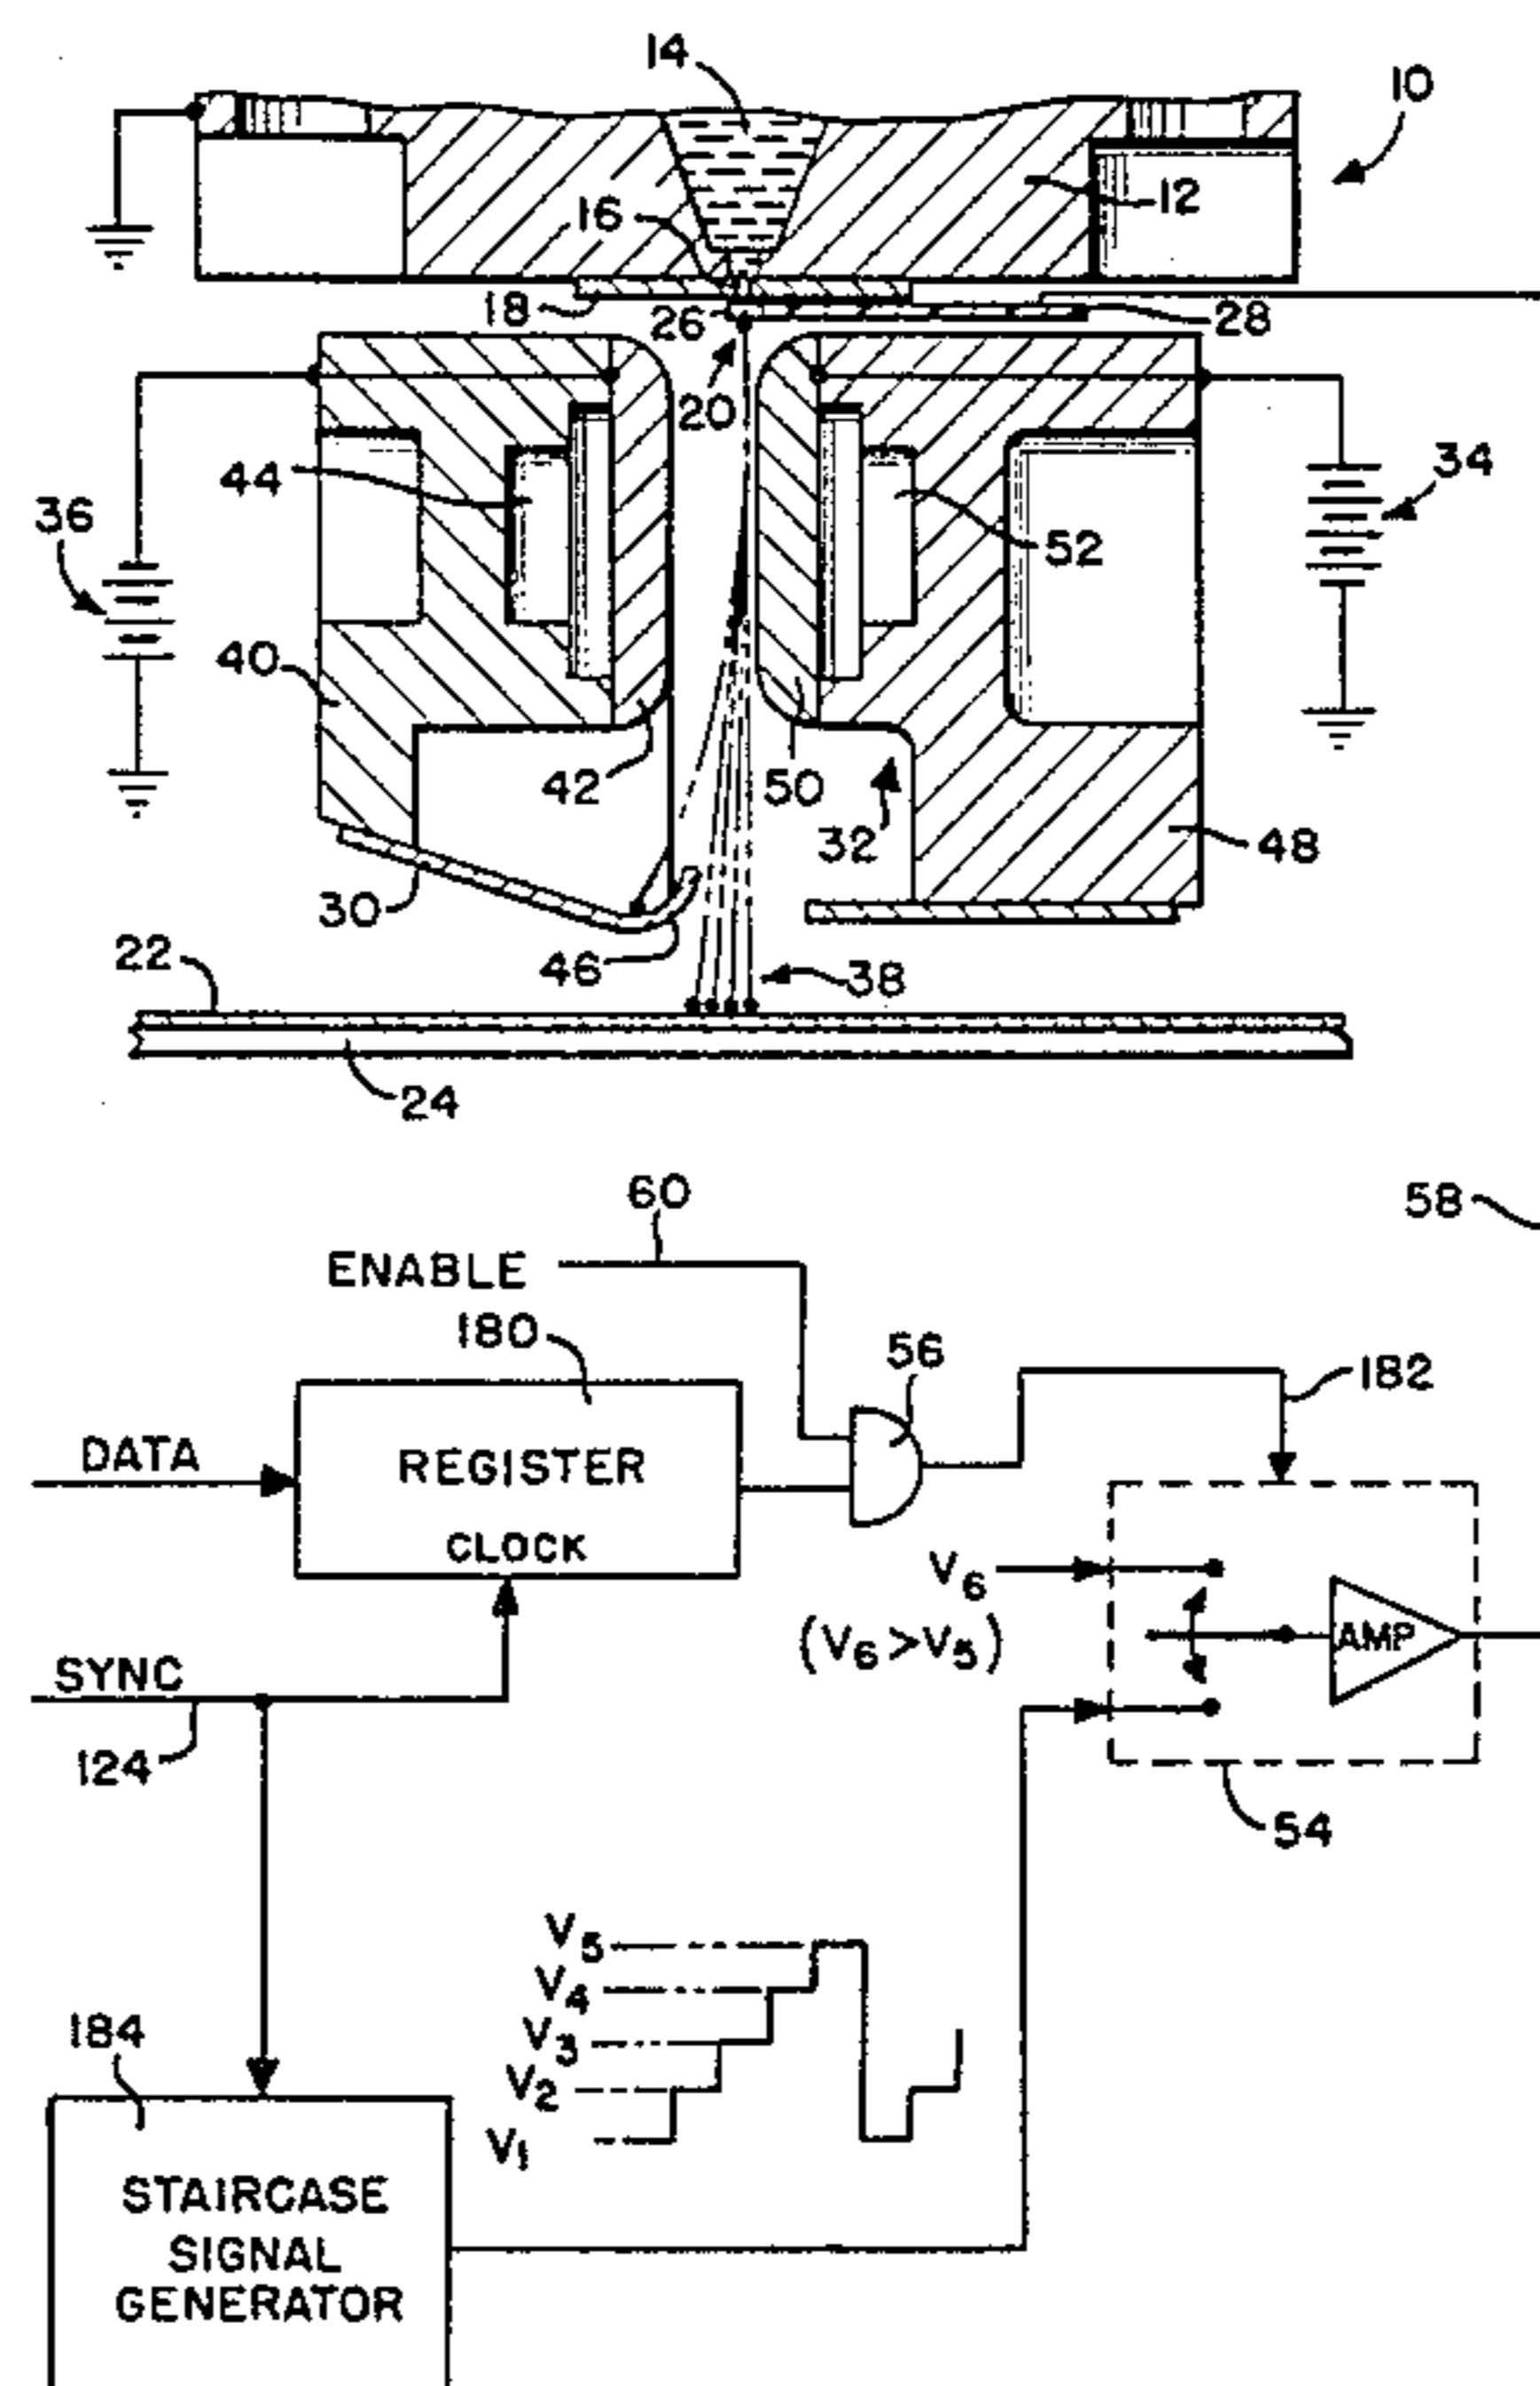 14
10
16
12
18
26
28
20
44
34
36
52
40
42
50
32
48
30
46
22
38
24
60
58
ENABLE
180
56
182
DATA
REGISTER
CLOCK
V6
(V6>V5)
AMP
SYNC
124
54
V5
V4
V3
184
V2
V1
STAIRCASE
SIGNAL
GENERATOR